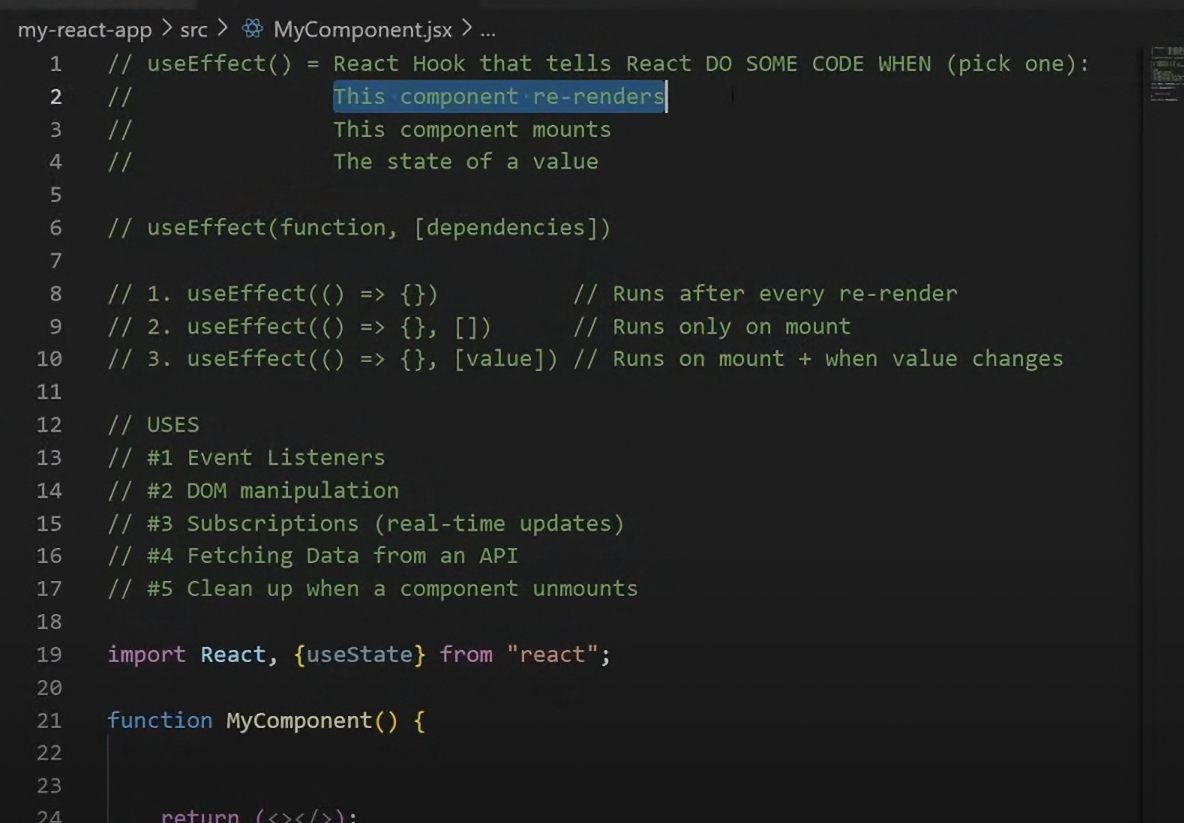 my-react-app > src > MyComponent.jsx > ...
1 // useEffect() = React Hook that tells React DO SOME CODE WHEN (pick one):
2 //               This component re-renders
3 //               This component mounts
4 //               The state of a value
5
6 // useEffect(function, [dependencies])
7
8 // 1. useEffect(() => {})          // Runs after every re-render
9 // 2. useEffect(() => {}, [])      // Runs only on mount
10 // 3. useEffect(() => {}, [value]) // Runs on mount + when value changes
11
12 // USES
13 // #1 Event Listeners
14 // #2 DOM manipulation
15 // #3 Subscriptions (real-time updates)
16 // #4 Fetching Data from an API
17 // #5 Clean up when a component unmounts
18
19 import React, {useState} from "react";
20
21 function MyComponent() {
22
23
24     return (<></>);